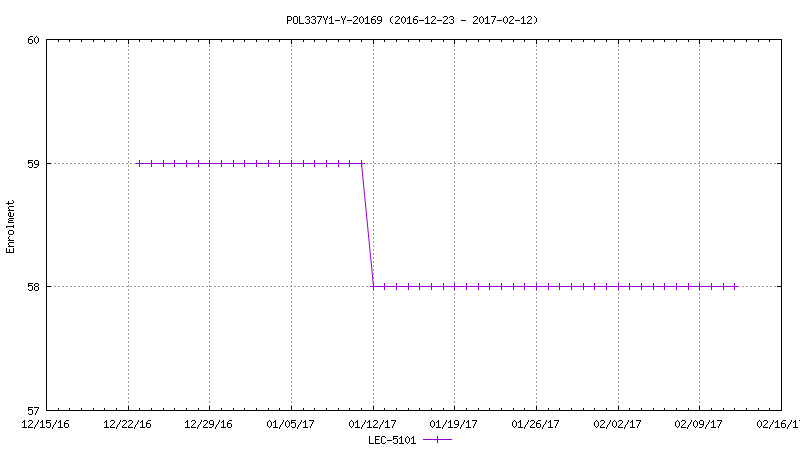 POL337Y1-Y-20169 (2016-12-23 - 2017-02-12)
60
59
58
57
Enrolment
12/15/16 12/22/16 12/29/16 01/05/17 01/12/17 01/19/17 01/26/17 02/02/17 02/09/17 02/16/17
LEC-5101